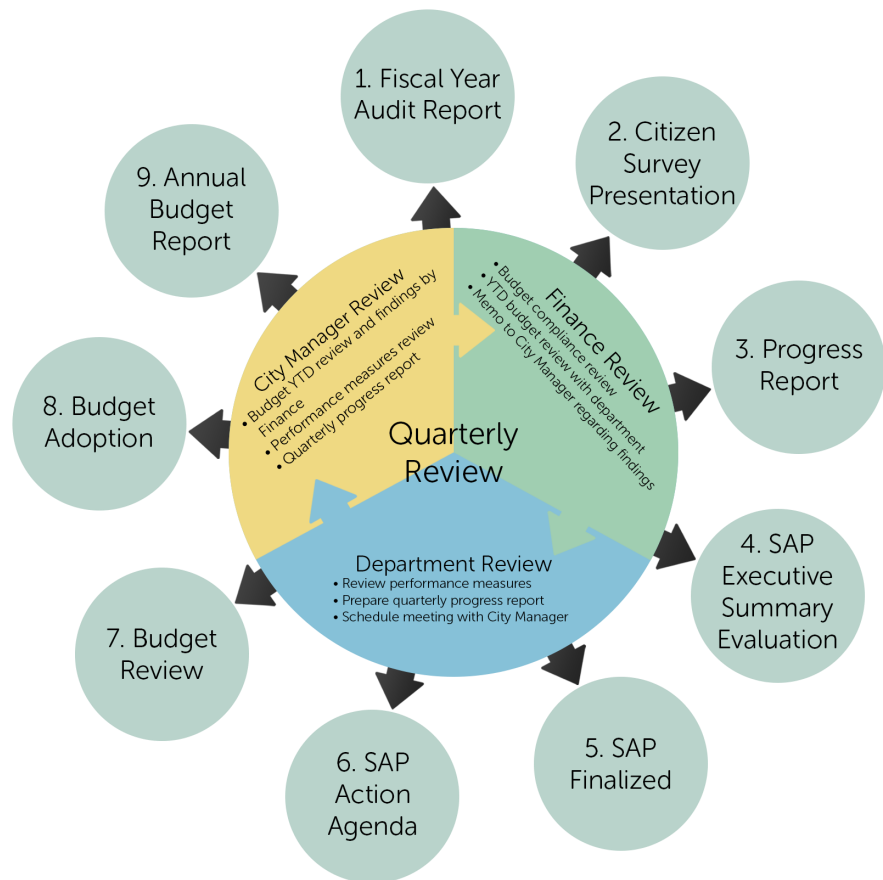 1. Fiscal Year
Audit Report
2. Citizen
Survey
Presentation
3. Progress
Report
4. SAP
Executive
Summary
Evaluation
5. SAP
Finalized
6. SAP
Action
Agenda
7. Budget
Review
8. Budget
Adoption
9. Annual
Budget
Report
Quarterly
Review
City Manager Review
• Budget YTD review and findings by
Finance
• Performance measures review
• Quarterly progress report
Finance Review
• Budget compliance review
• YTD budget review with department
• Memo to City Manager regarding findings
Department Review
• Review performance measures
• Prepare quarterly progress report
• Schedule meeting with City Manager